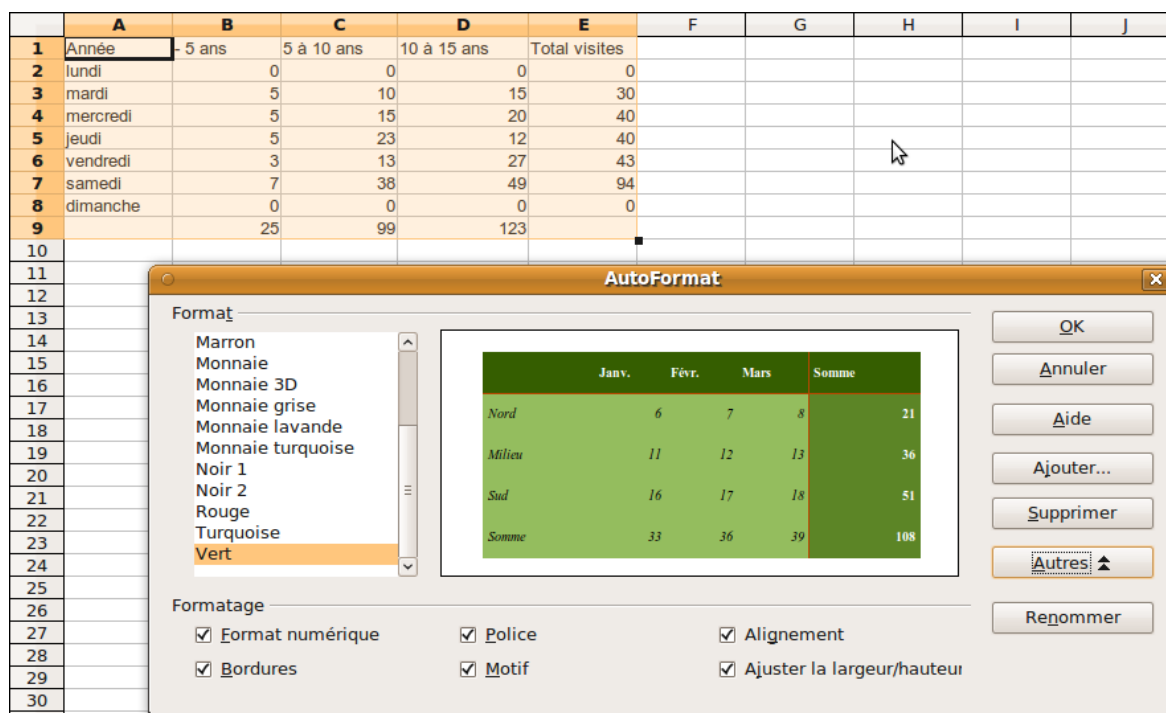 A B C D E F G H I J
1 Année - 5 ans 5 à 10 ans 10 à 15 ans Total visites
2 lundi 0 0 0 0
3 mardi 5 10 15 30
4 mercredi 5 15 20 40
5 jeudi 5 23 12 40
6 vendredi 3 13 27 43
7 samedi 7 38 49 94
8 dimanche 0 0 0 0
9 25 99 123
10
11
12
13
14
15
16
17
18
19
20
21
22
23
24
25
26
27
28
29
30
AutoFormat
Format
Marron
Monnaie
Monnaie 3D
Monnaie grise
Monnaie lavande
Monnaie turquoise
Noir 1
Noir 2
Rouge
Turquoise
Vert
Janv. Févr. Mars Somme
Nord 6 7 8 21
Milieu 11 12 13 36
Sud 16 17 18 51
Somme 33 36 39 108
OK
Annuler
Aide
Ajouter...
Supprimer
Autres
Renommer
Formatage
Format numérique Police Alignement
Bordures Motif Ajuster la largeur/hauteur